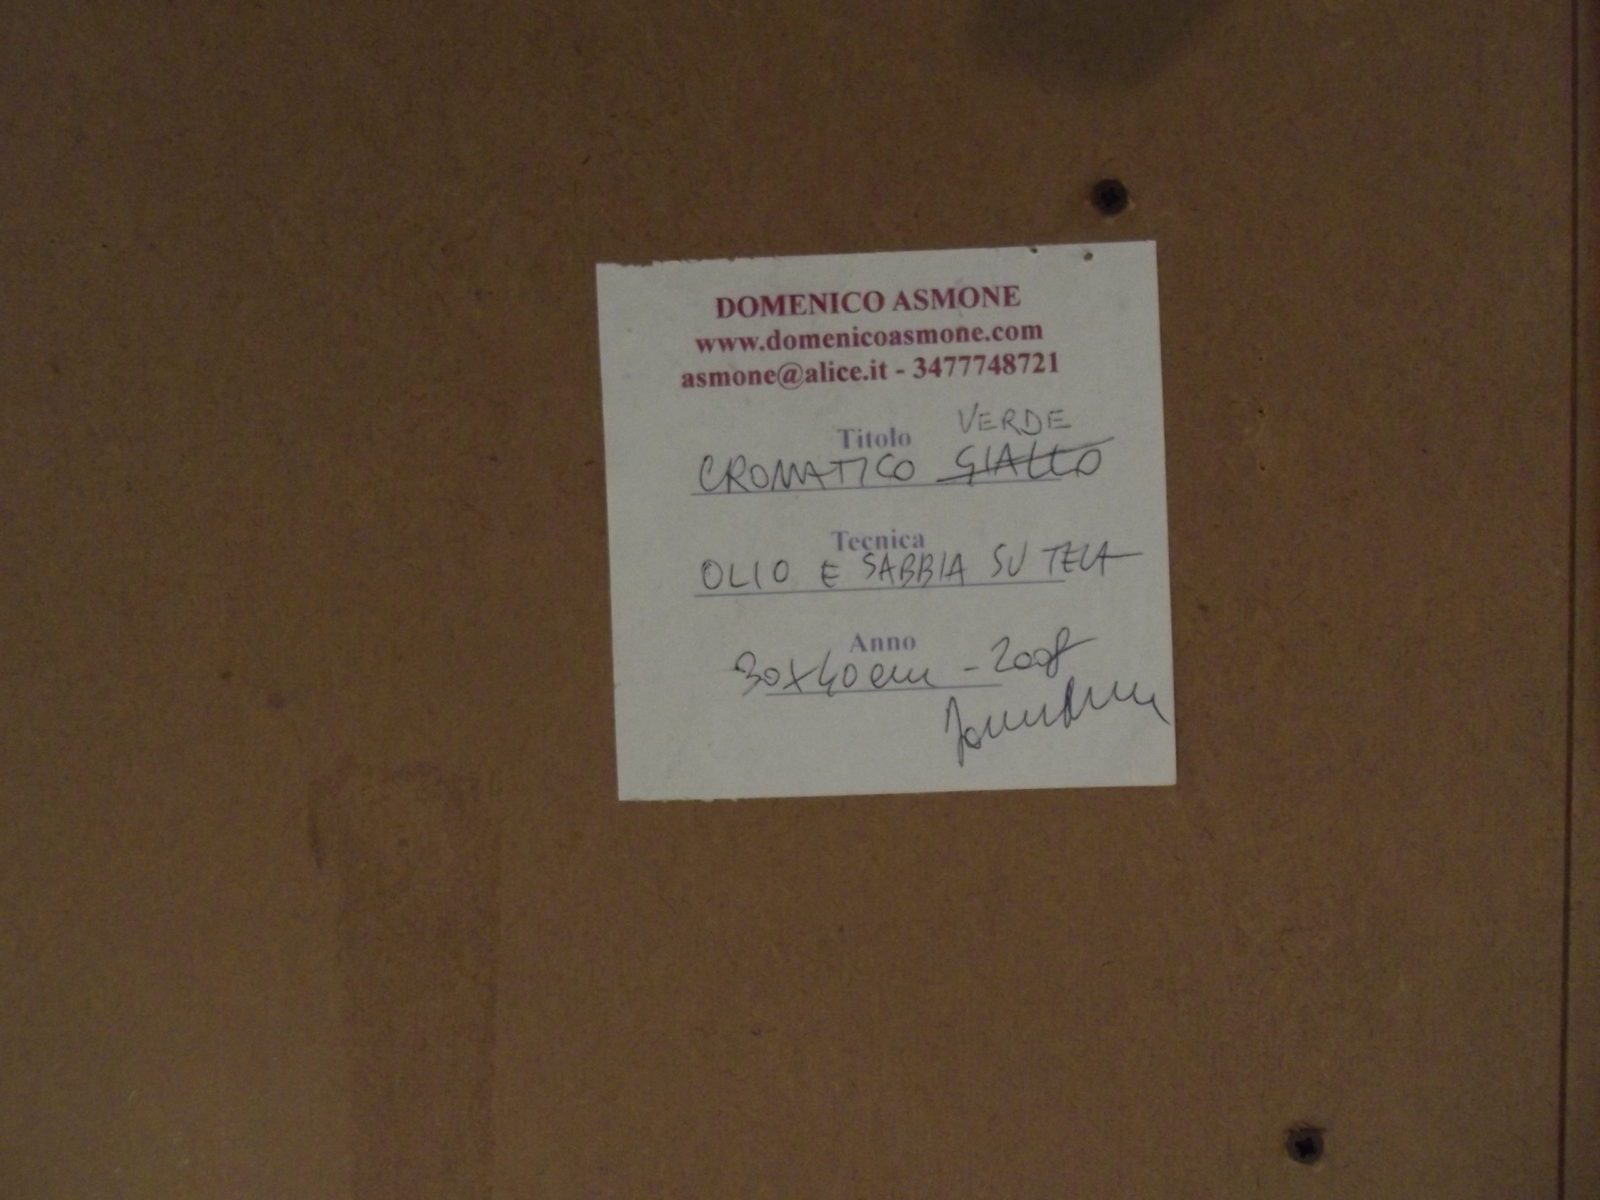 DOMENICO ASMONE
www.domenicoasmone.com
asmone@alice.it - 3477748721
Titolo VERDE
CROMATICO GIALLO
Tecnica
OLIO E SABBIA SU TELA
Anno
30x40cm - 2008